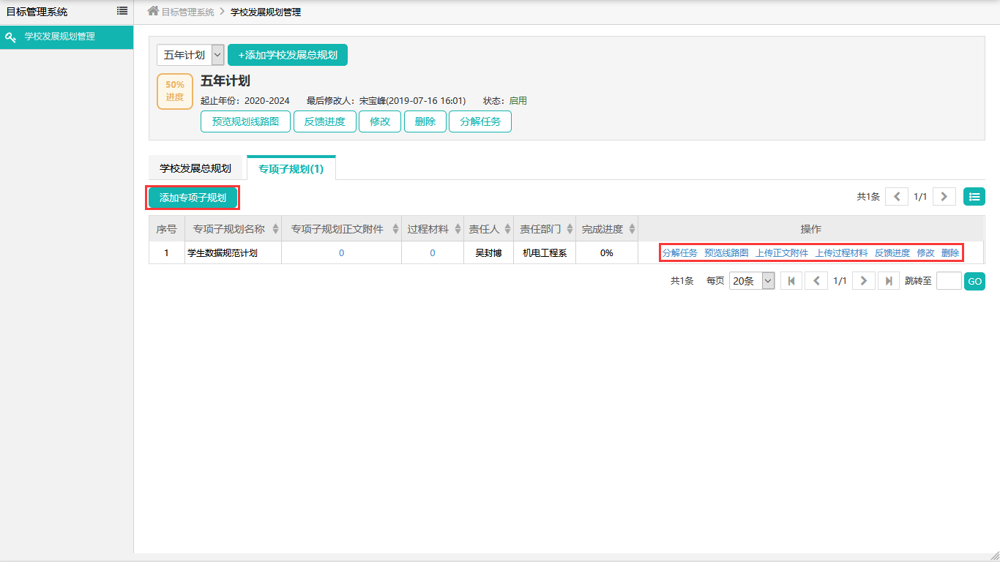 目标管理系统
目标管理系统 > 学校发展规划管理
学校发展规划管理
五年计划 +添加学校发展总规划
50%
进度
五年计划
起止年份：2020-2024 最后修改人：宋宝峰(2019-07-16 16:01) 状态：启用
预览规划线路图 反馈进度 修改 删除 分解任务
学校发展总规划 专项子规划(1)
添加专项子规划 共1条 1/1
序号 专项子规划名称 专项子规划正文附件 过程材料 责任人 责任部门 完成进度 操作
1 学生数据规范计划 0 0 吴封博 机电工程系 0% 分解任务 预览线路图 上传正文附件 上传过程材料 反馈进度 修改 删除
共1条 每页 20条 1/1 跳转至 GO